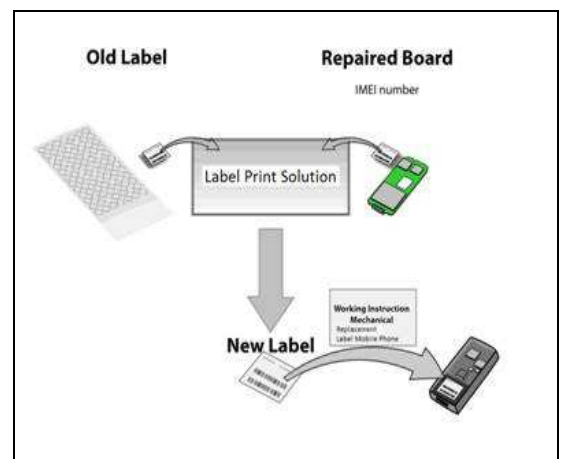 Old Label
Repaired Board
IMEI number
Label Print Solution
Working Instruction
Mechanical
Replacement
Label Mobile Phone
New Label